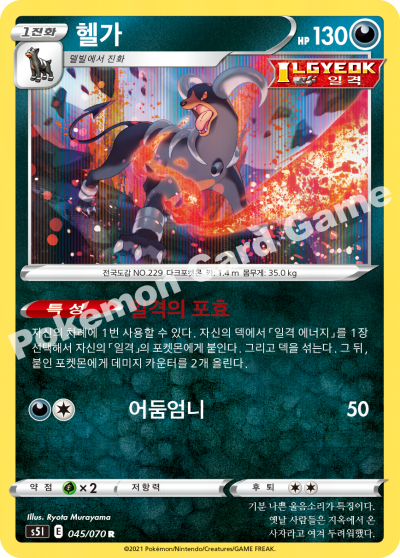 1진화
헬가
HP 130
델빌에서 진화
ILGYEOK
일격
전국도감 NO.229 다크포켓몬 키: 1.4 m 몸무게: 35.0 kg
특성 일격의 포효
자신의 차례에 1번 사용할 수 있다. 자신의 덱에서 「일격 에너지」를 1장
선택해서 자신의 「일격」의 포켓몬에게 붙인다. 그리고 덱을 섞는다. 그 뒤,
붙인 포켓몬에게 데미지 카운터를 2개 올린다.
Pokémon Card Game
어둠엄니 50
약점 ×2 저항력 후퇴
Illus. Ryota Murayama
s5I E 045/070 R
기분 나쁜 울음소리가 특징이다.
옛날 사람들은 지옥에서 온
사자라고 여겨 두려워했다.
©2021 Pokémon/Nintendo/Creatures/GAME FREAK.